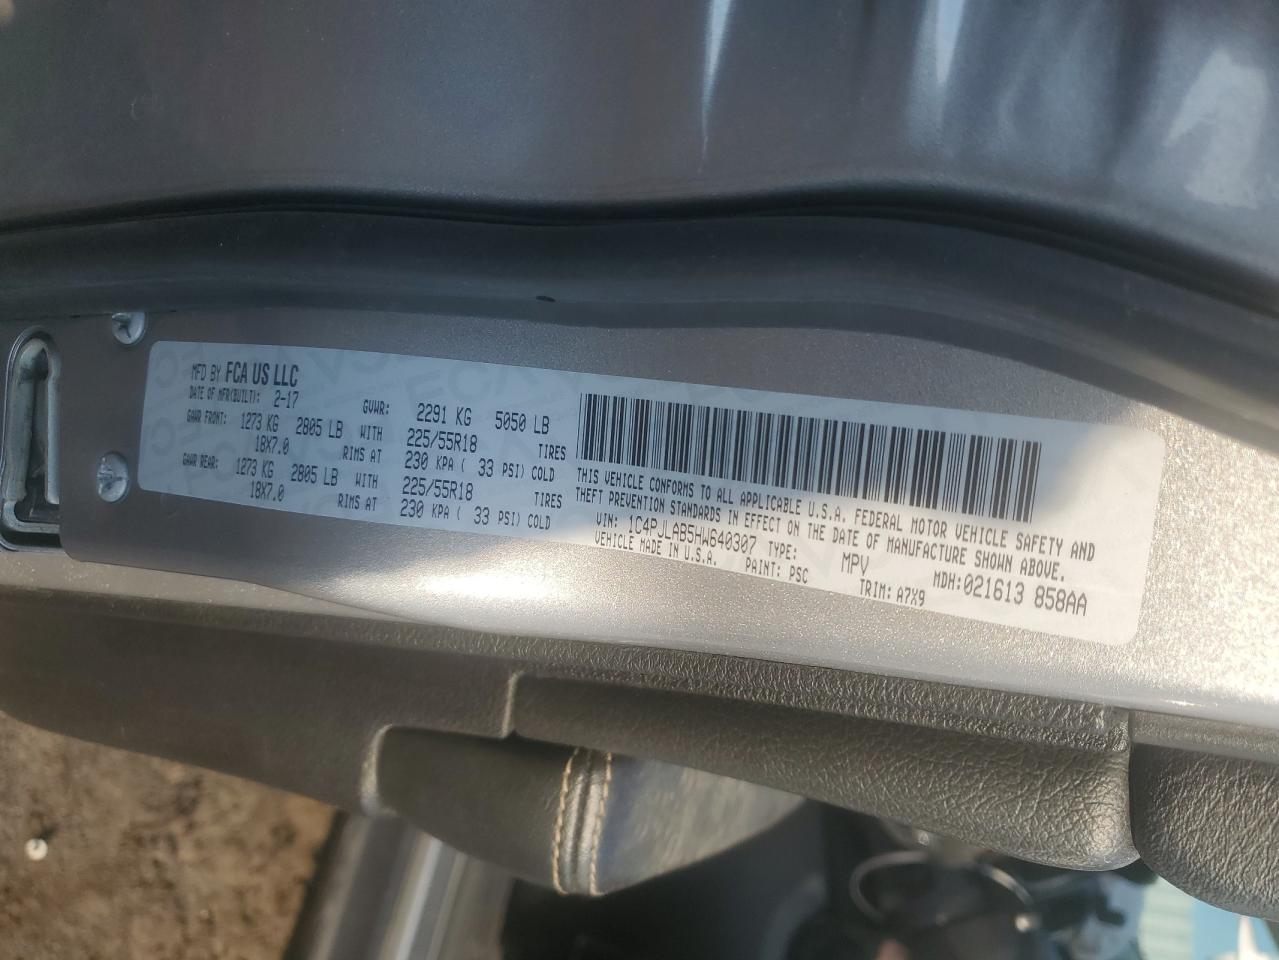 MFD BY FCA US LLC
DATE OF MFR(BUILT): 2-17 GVWR: 2291 KG 5050 LB
GAWR FRONT: 1273 KG 2805 LB WITH 225/55R18 TIRES
18X7.0 RIMS AT 230 KPA ( 33 PSI) COLD
GAWR REAR: 1273 KG 2805 LB WITH 225/55R18 TIRES
18X7.0 RIMS AT 230 KPA ( 33 PSI) COLD
THIS VEHICLE CONFORMS TO ALL APPLICABLE U.S.A. FEDERAL MOTOR VEHICLE SAFETY AND
THEFT PREVENTION STANDARDS IN EFFECT ON THE DATE OF MANUFACTURE SHOWN ABOVE.
VIN: 1C4PJLAB5HW640307 TYPE: MPV MDH:021613 858AA
VEHICLE MADE IN U.S.A. PAINT: PSC TRIM: A7X9